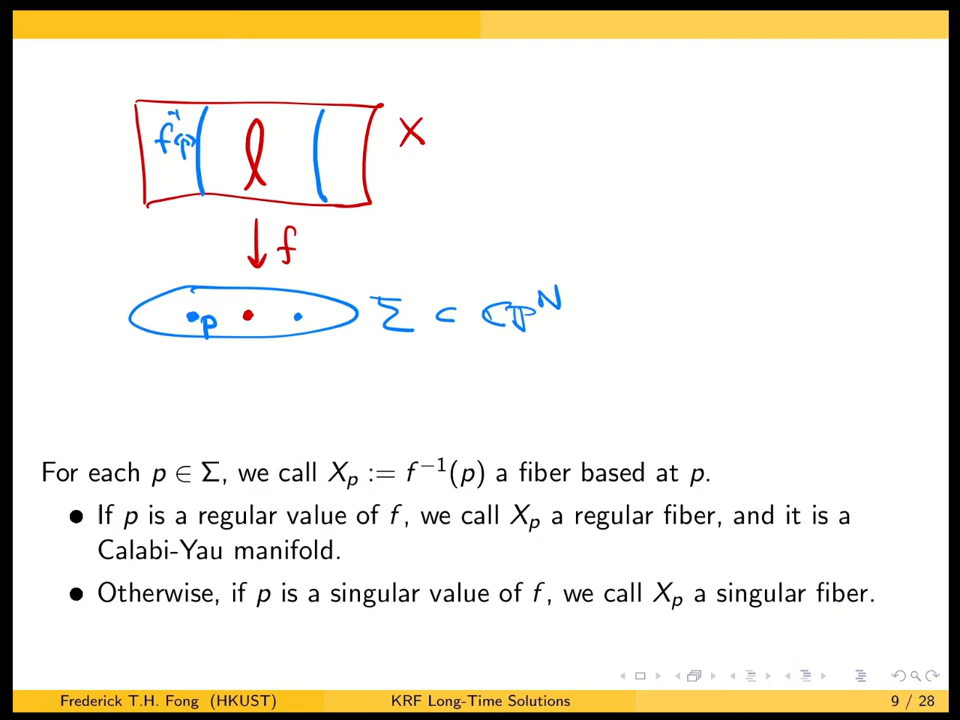 f⁻¹(p)
X
f
p
Σ ⊂ ℂℙᴺ
For each p ∈ Σ, we call Xₚ := f⁻¹(p) a fiber based at p.
● If p is a regular value of f, we call Xₚ a regular fiber, and it is a
Calabi-Yau manifold.
● Otherwise, if p is a singular value of f, we call Xₚ a singular fiber.
Frederick T.H. Fong (HKUST) KRF Long-Time Solutions 9 / 28